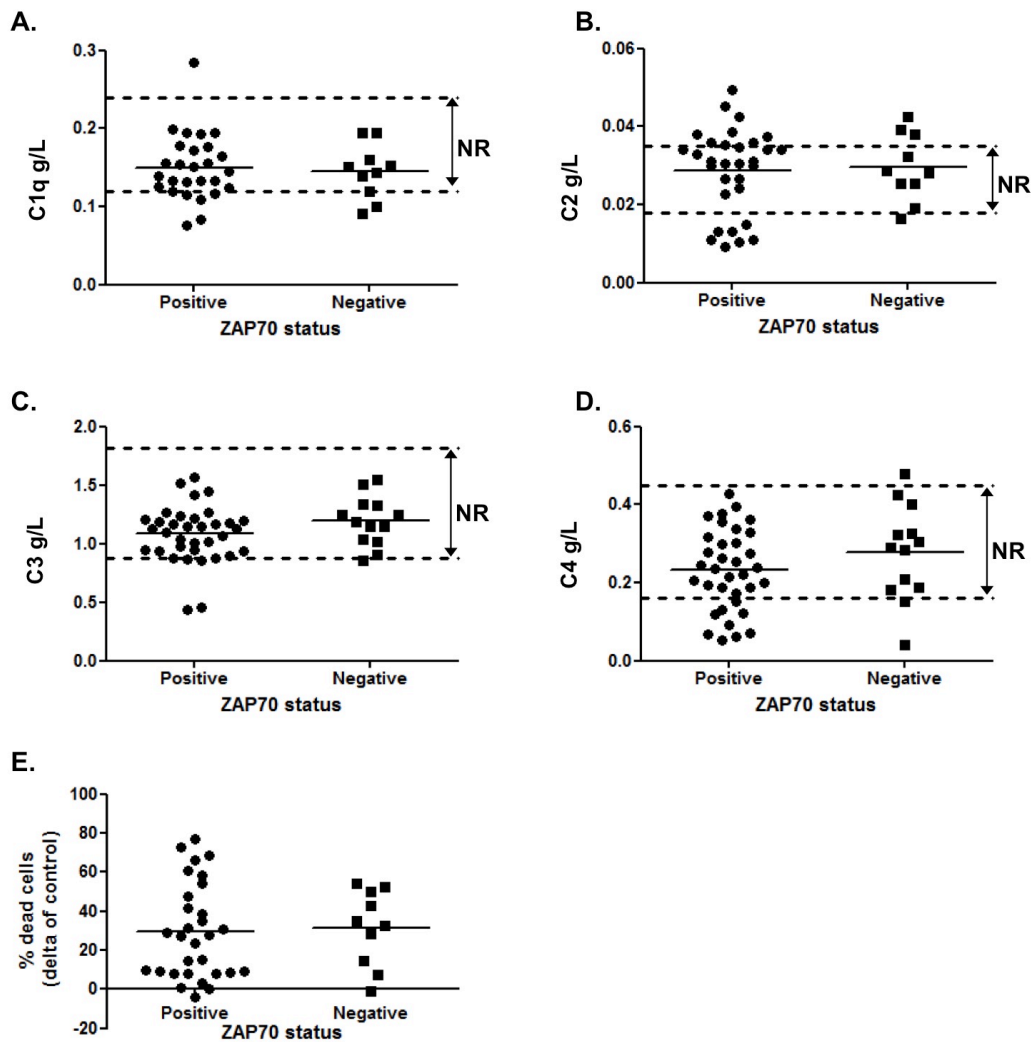 A.
0.3
0.2
0.1
0.0
C1q g/L
NR
Positive Negative
ZAP70 status
B.
0.06
0.04
0.02
0.00
C2 g/L
NR
Positive Negative
ZAP70 status
C.
2.0
1.5
1.0
0.5
0.0
C3 g/L
NR
Positive Negative
ZAP70 status
D.
0.6
0.4
0.2
0.0
C4 g/L
NR
Positive Negative
ZAP70 status
E.
100
80
60
40
20
0
-20
% dead cells
(delta of control)
Positive Negative
ZAP70 status